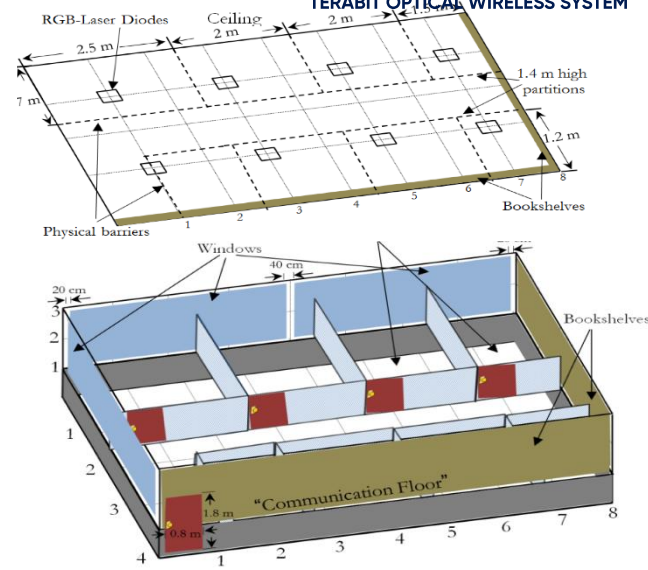 TERABIT OPTICAL WIRELESS SYSTEM
RGB-Laser Diodes
Ceiling
2.5 m
2 m
2 m
1.4 m high
partitions
7 m
1.2 m
1
2
3
4
5
6
7
8
Physical barriers
Bookshelves
Windows
20 cm
40 cm
3
2
1
Bookshelves
1
2
3
4
"Communication Floor"
1.8 m
0.8 m
1
2
3
4
5
6
7
8